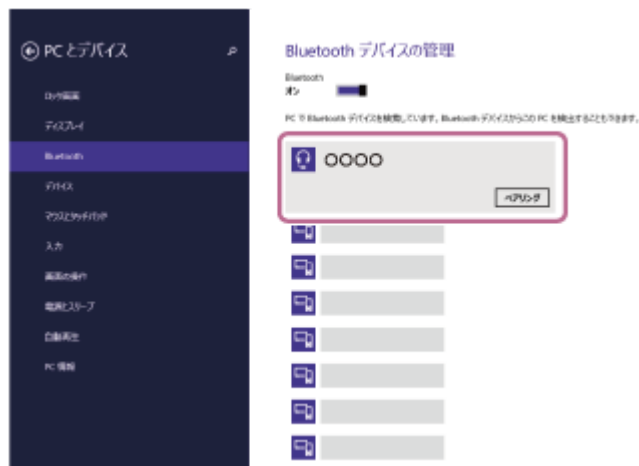 PC とデバイス
ロック画面
ディスプレイ
Bluetooth
デバイス
マウスとタッチパッド
入力
画面の操作
電源とスリープ
自動再生
PC 情報
Bluetooth デバイスの管理
Bluetooth
オン
PC で Bluetooth デバイスを検索しています。Bluetooth デバイスからこの PC を検出することもできます。
○○○○
ペアリング